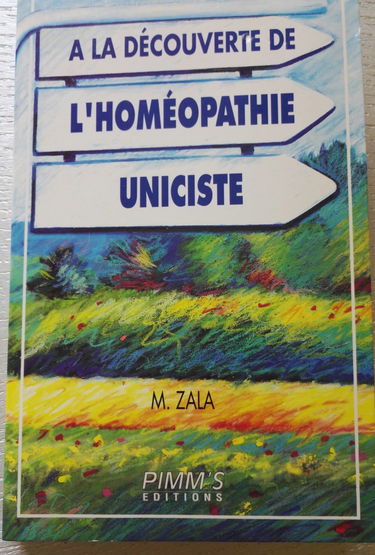 A LA DÉCOUVERTE DE
L'HOMÉOPATHIE
UNICISTE
M. ZALA
PIMM'S
EDITIONS